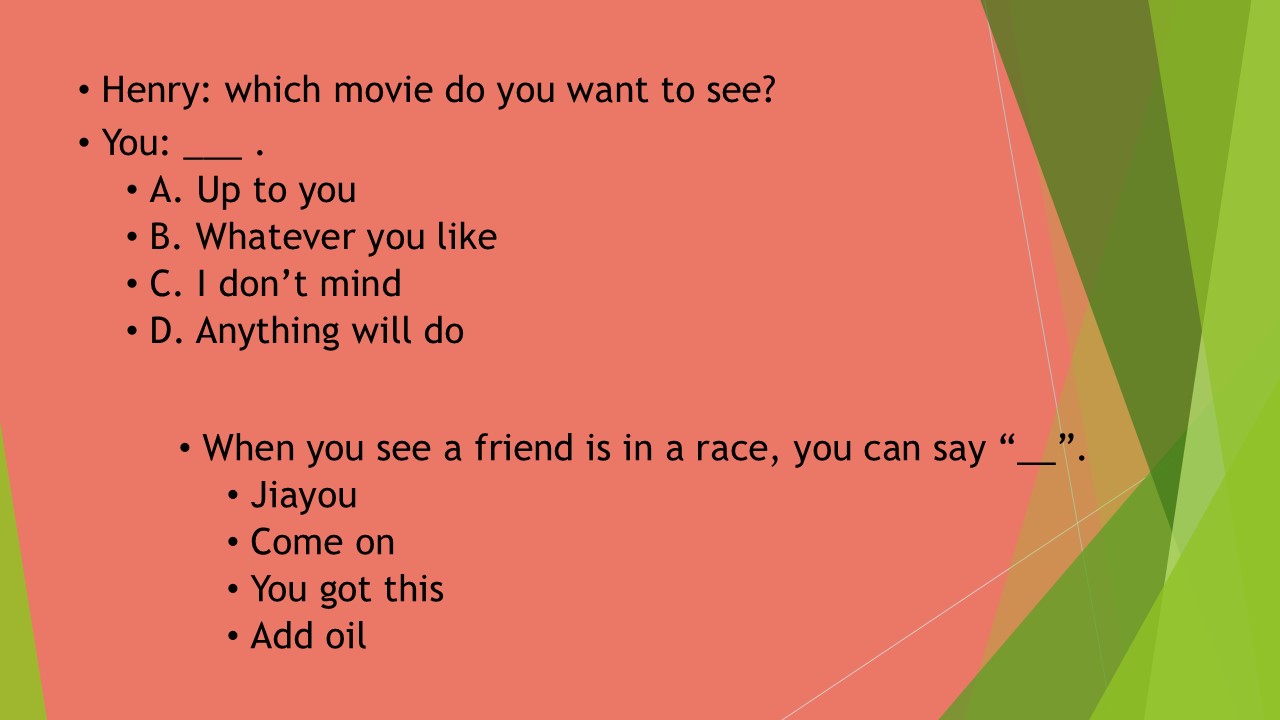 • Henry: which movie do you want to see?
• You: ___ .
• A. Up to you
• B. Whatever you like
• C. I don’t mind
• D. Anything will do
• When you see a friend is in a race, you can say “__”.
• Jiayou
• Come on
• You got this
• Add oil